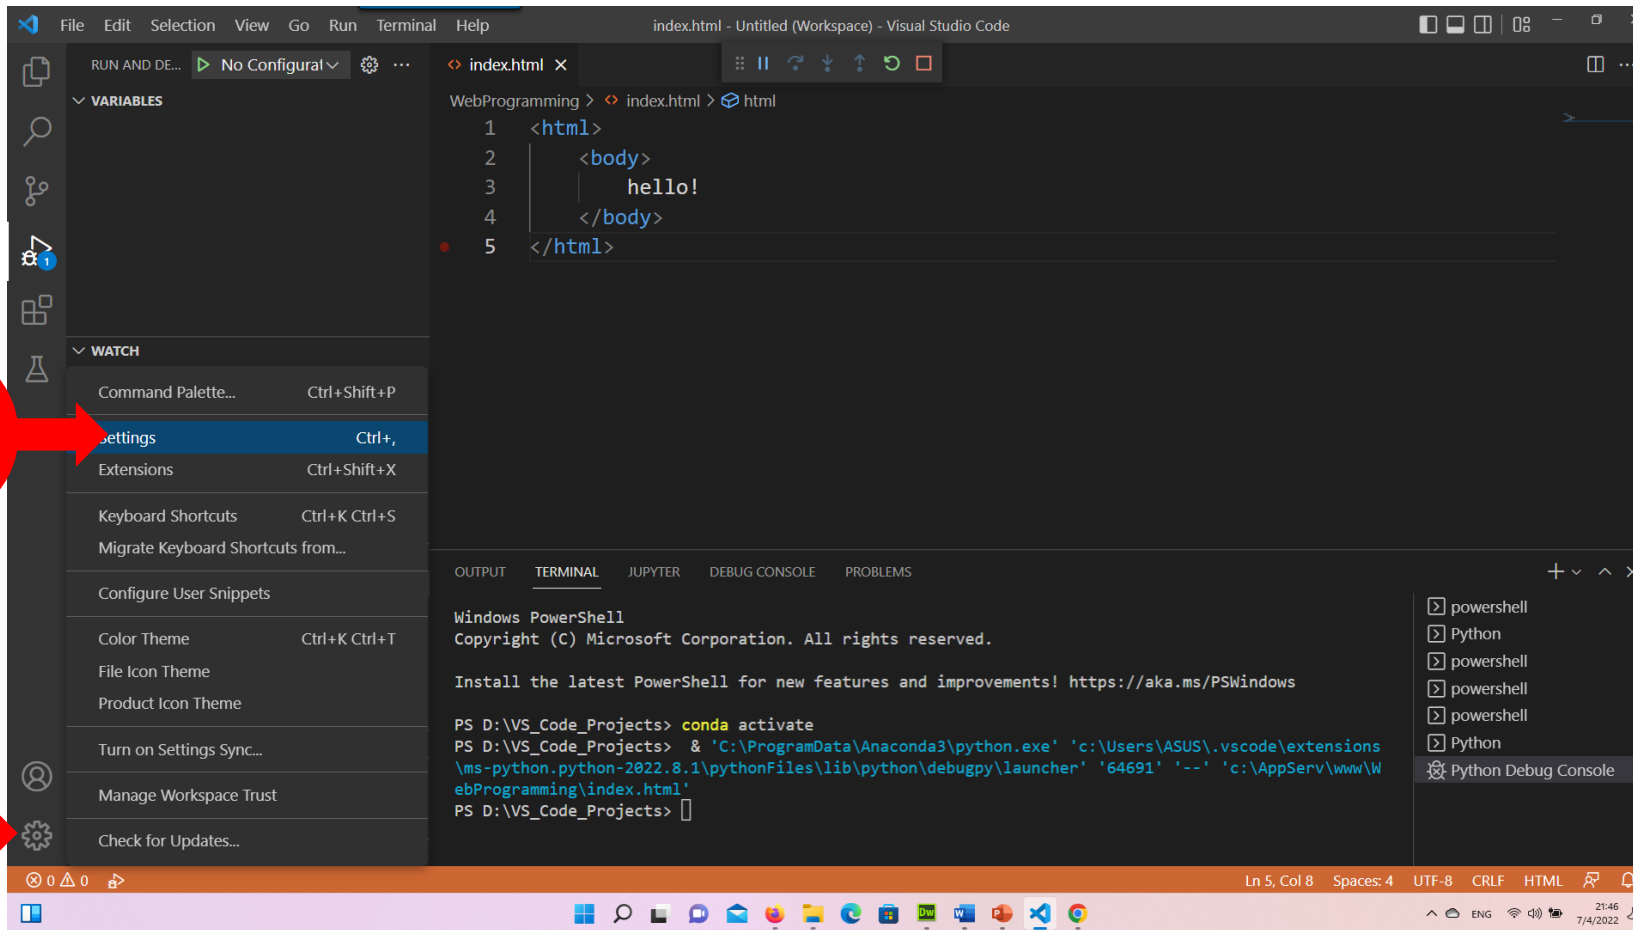 File Edit Selection View Go Run Terminal Help index.html - Untitled (Workspace) - Visual Studio Code
RUN AND DE... No Configurat
index.html
VARIABLES
WebProgramming > index.html > html
1 <html>
2 <body>
3 hello!
4 </body>
5 </html>
1
WATCH
Command Palette... Ctrl+Shift+P
ettings Ctrl+,
Extensions Ctrl+Shift+X
Keyboard Shortcuts Ctrl+K Ctrl+S
Migrate Keyboard Shortcuts from...
Configure User Snippets
Color Theme Ctrl+K Ctrl+T
File Icon Theme
Product Icon Theme
Turn on Settings Sync...
Manage Workspace Trust
Check for Updates...
OUTPUT TERMINAL JUPYTER DEBUG CONSOLE PROBLEMS
Windows PowerShell
Copyright (C) Microsoft Corporation. All rights reserved.
Install the latest PowerShell for new features and improvements! https://aka.ms/PSWindows
PS D:\VS_Code_Projects> conda activate
PS D:\VS_Code_Projects> & 'C:\ProgramData\Anaconda3\python.exe' 'c:\Users\ASUS\.vscode\extensions
\ms-python.python-2022.8.1\pythonFiles\lib\python\debugpy\launcher' '64691' '--' 'c:\AppServ\www\W
ebProgramming\index.html'
PS D:\VS_Code_Projects>
powershell
Python
powershell
powershell
powershell
Python
Python Debug Console
0 0 Ln 5, Col 8 Spaces: 4 UTF-8 CRLF HTML
Dw W P ENG 21:46
7/4/2022